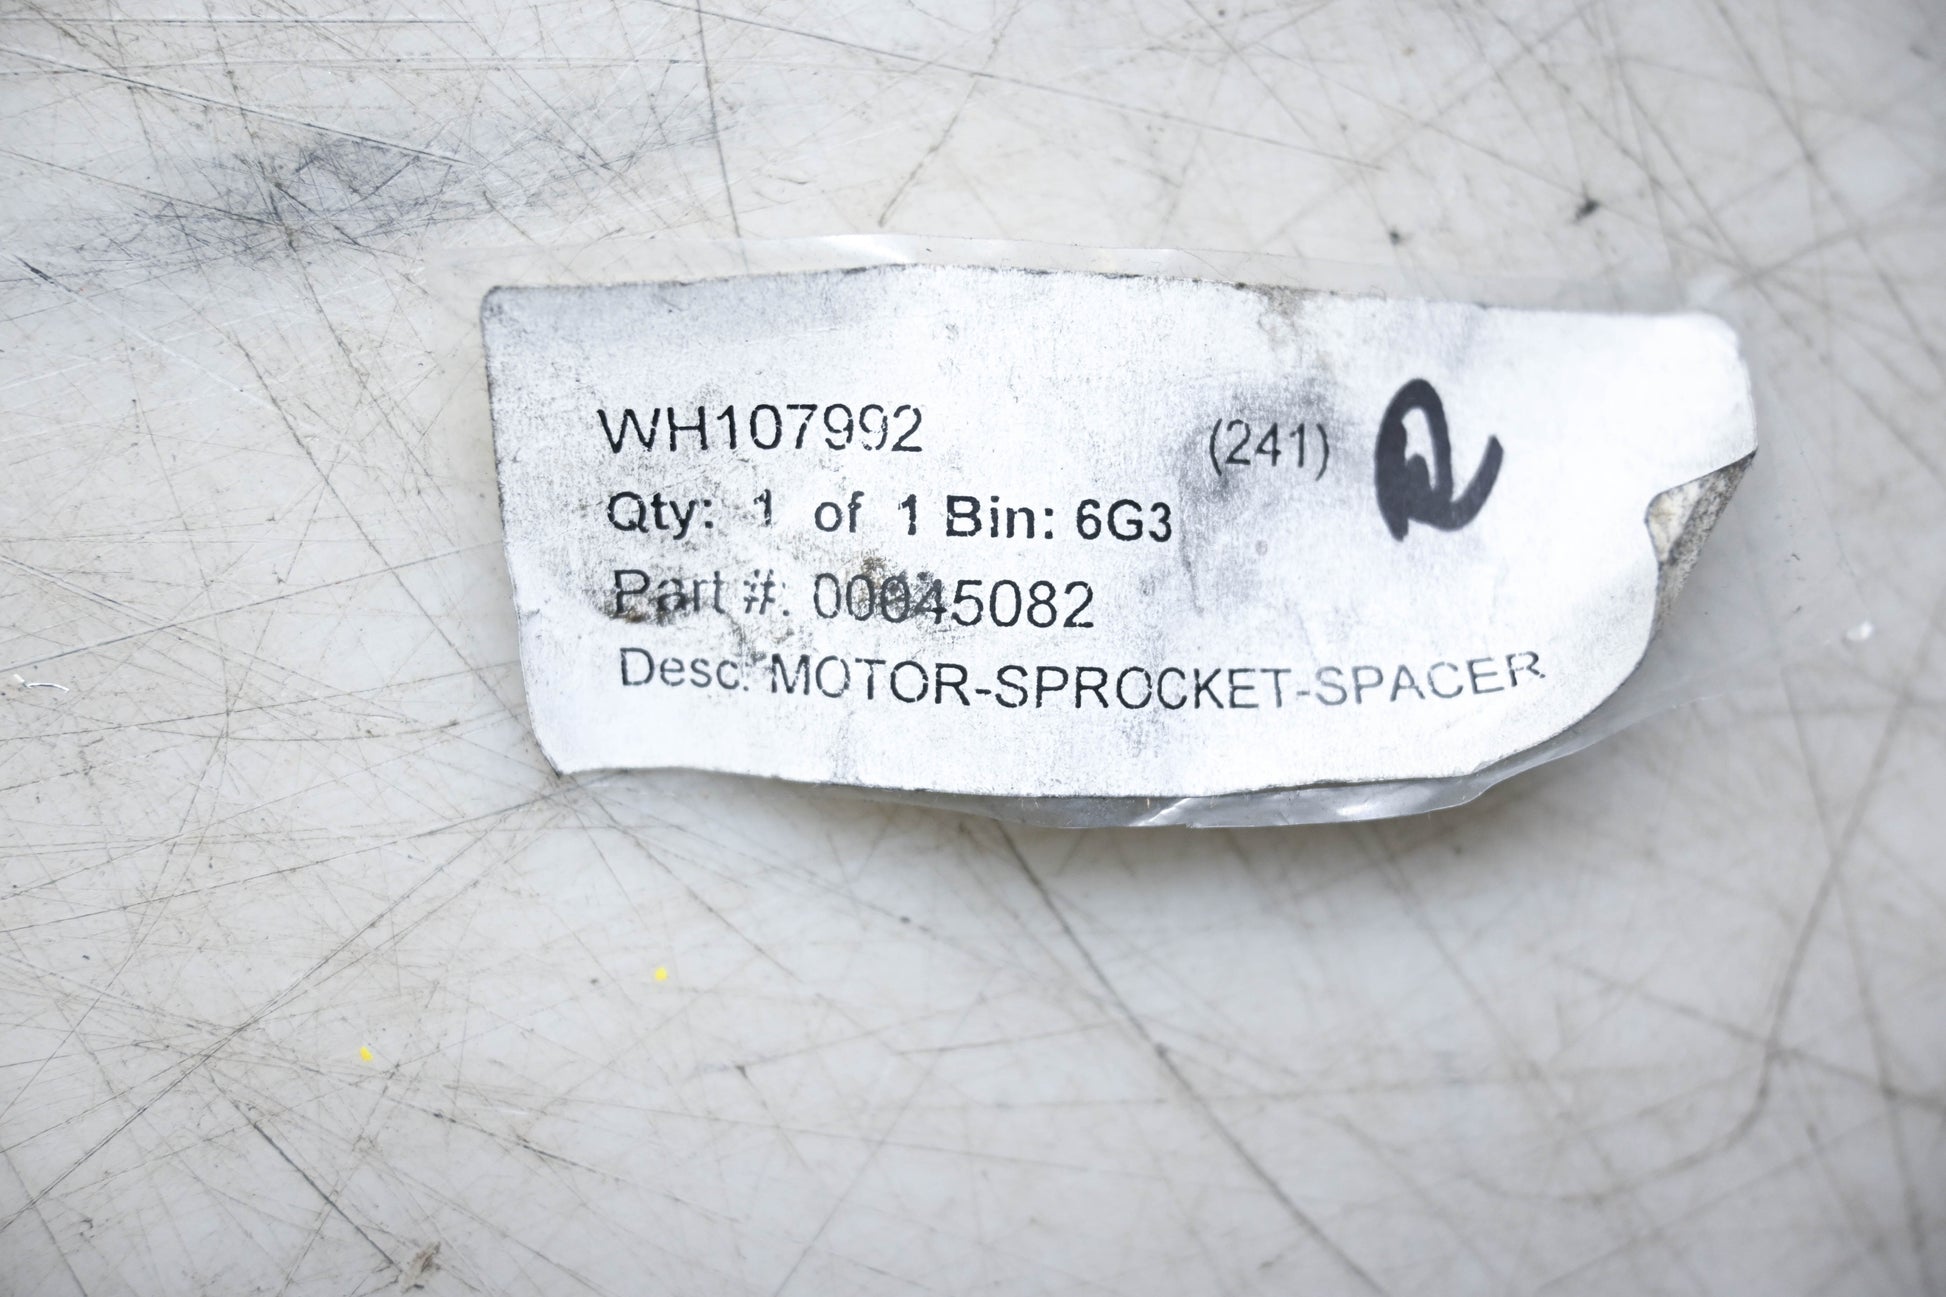 WH107992 (241)
Qty: 1 of 1 Bin: 6G3
Part #: 00045082
Desc: MOTOR-SPROCKET-SPACER